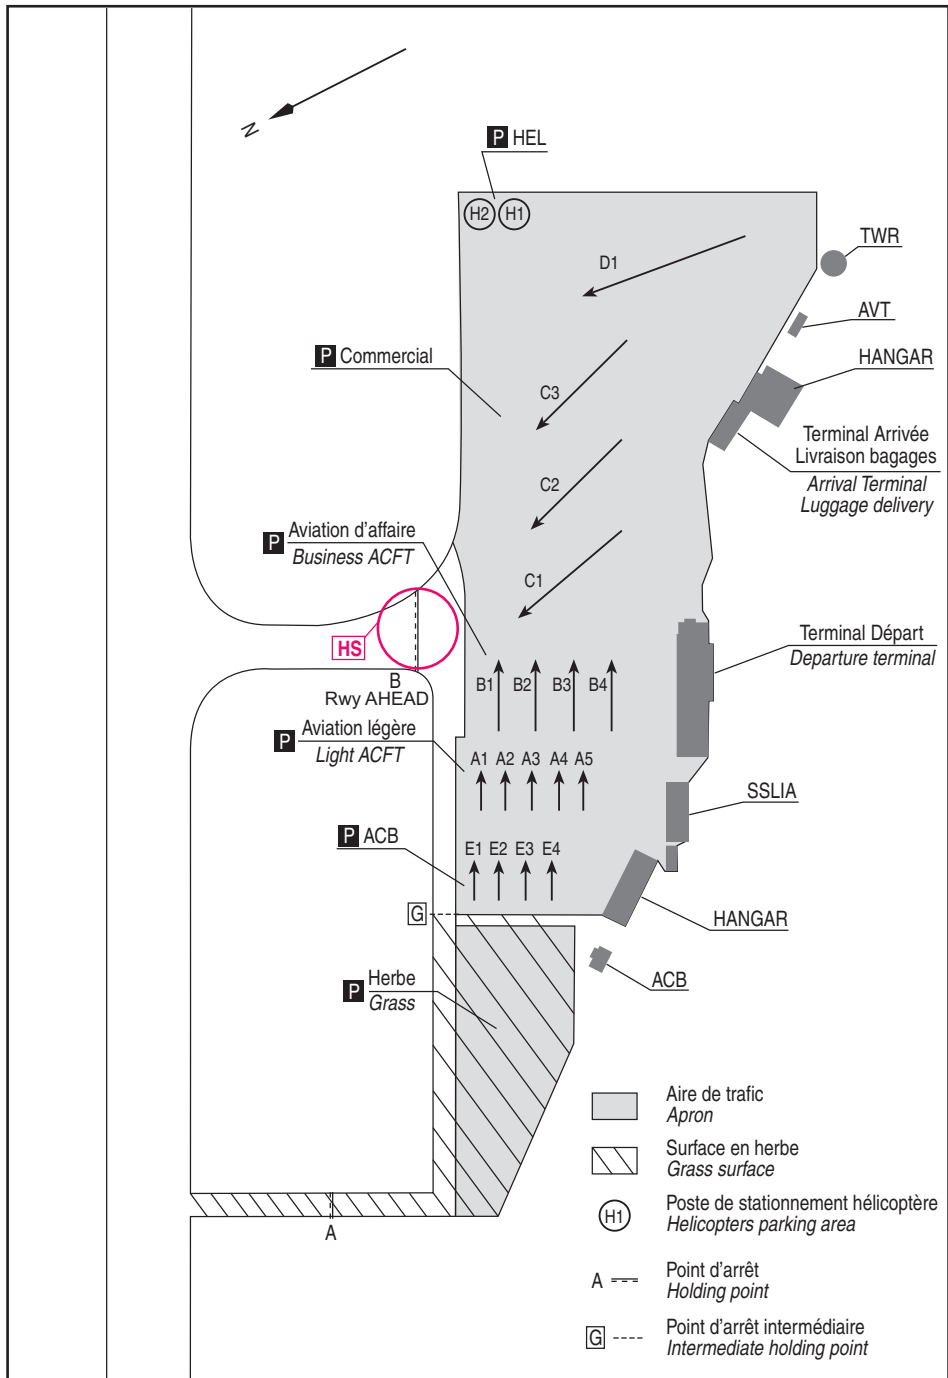 N
P HEL
H2 H1
TWR
D1
AVT
P Commercial
HANGAR
C3
Terminal Arrivée
Livraison bagages
Arrival Terminal
Luggage delivery
C2
P Aviation d'affaire
Business ACFT
C1
HS
Terminal Départ
Departure terminal
B
Rwy AHEAD
B1 B2 B3 B4
P Aviation légère
Light ACFT
A1 A2 A3 A4 A5
SSLIA
P ACB
E1 E2 E3 E4
G
HANGAR
ACB
P Herbe
Grass
A
Aire de trafic
Apron
Surface en herbe
Grass surface
H1 Poste de stationnement hélicoptère
Helicopters parking area
A Point d'arrêt
Holding point
G Point d'arrêt intermédiaire
Intermediate holding point